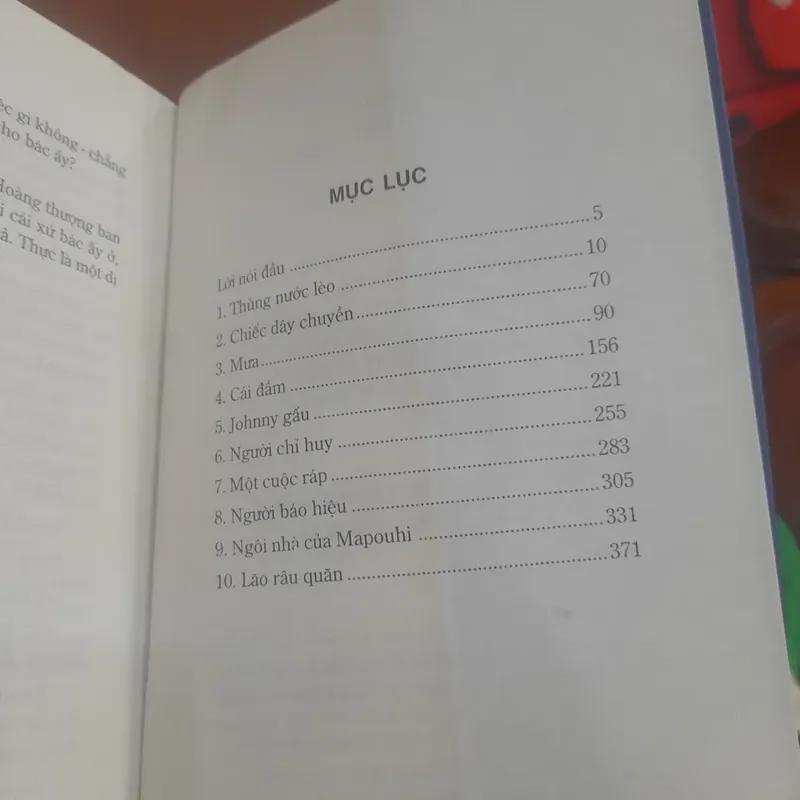 ệc gì không - chẳng
ho bác ấy?
Hoàng thượng ban
i cái xứ bác ấy ở,
ả. Thực là một dị
MỤC LỤC
Lời nói đầu ........ 5
1. Thùng nước lèo ........ 10
2. Chiếc dây chuyền ........ 70
3. Mưa ........ 90
4. Cái đầm ........ 156
5. Johnny gấu ........ 221
6. Người chỉ huy ........ 255
7. Một cuộc ráp ........ 283
8. Người báo hiệu ........ 305
9. Ngôi nhà của Mapouhi ........ 331
10. Lão râu quăn ........ 371